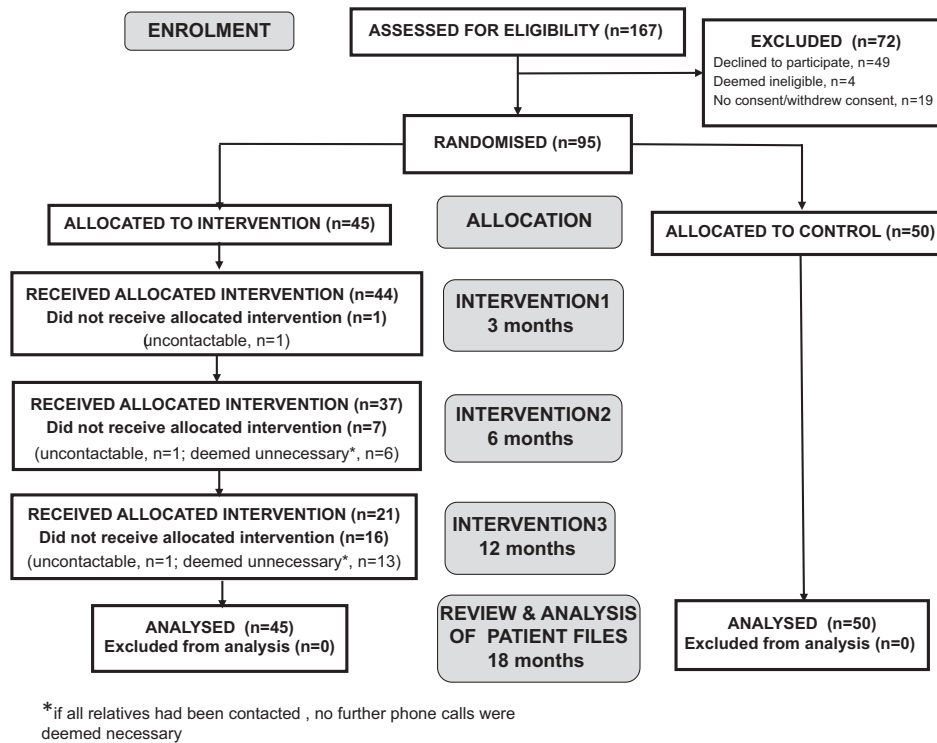 ENROLMENT
ASSESSED FOR ELIGIBILITY (n=167)
EXCLUDED (n=72)
Declined to participate, n=49
Deemed ineligible, n=4
No consent/withdrew consent, n=19
RANDOMISED (n=95)
ALLOCATED TO INTERVENTION (n=45)
ALLOCATION
ALLOCATED TO CONTROL (n=50)
RECEIVED ALLOCATED INTERVENTION (n=44)
Did not receive allocated intervention (n=1)
(uncontactable, n=1)
INTERVENTION1
3 months
RECEIVED ALLOCATED INTERVENTION (n=37)
Did not receive allocated intervention (n=7)
(uncontactable, n=1; deemed unnecessary*, n=6)
INTERVENTION2
6 months
RECEIVED ALLOCATED INTERVENTION (n=21)
Did not receive allocated intervention (n=16)
(uncontactable, n=1; deemed unnecessary*, n=13)
INTERVENTION3
12 months
ANALYSED (n=45)
Excluded from analysis (n=0)
REVIEW & ANALYSIS
OF PATIENT FILES
18 months
ANALYSED (n=50)
Excluded from analysis (n=0)
*if all relatives had been contacted , no further phone calls were
deemed necessary